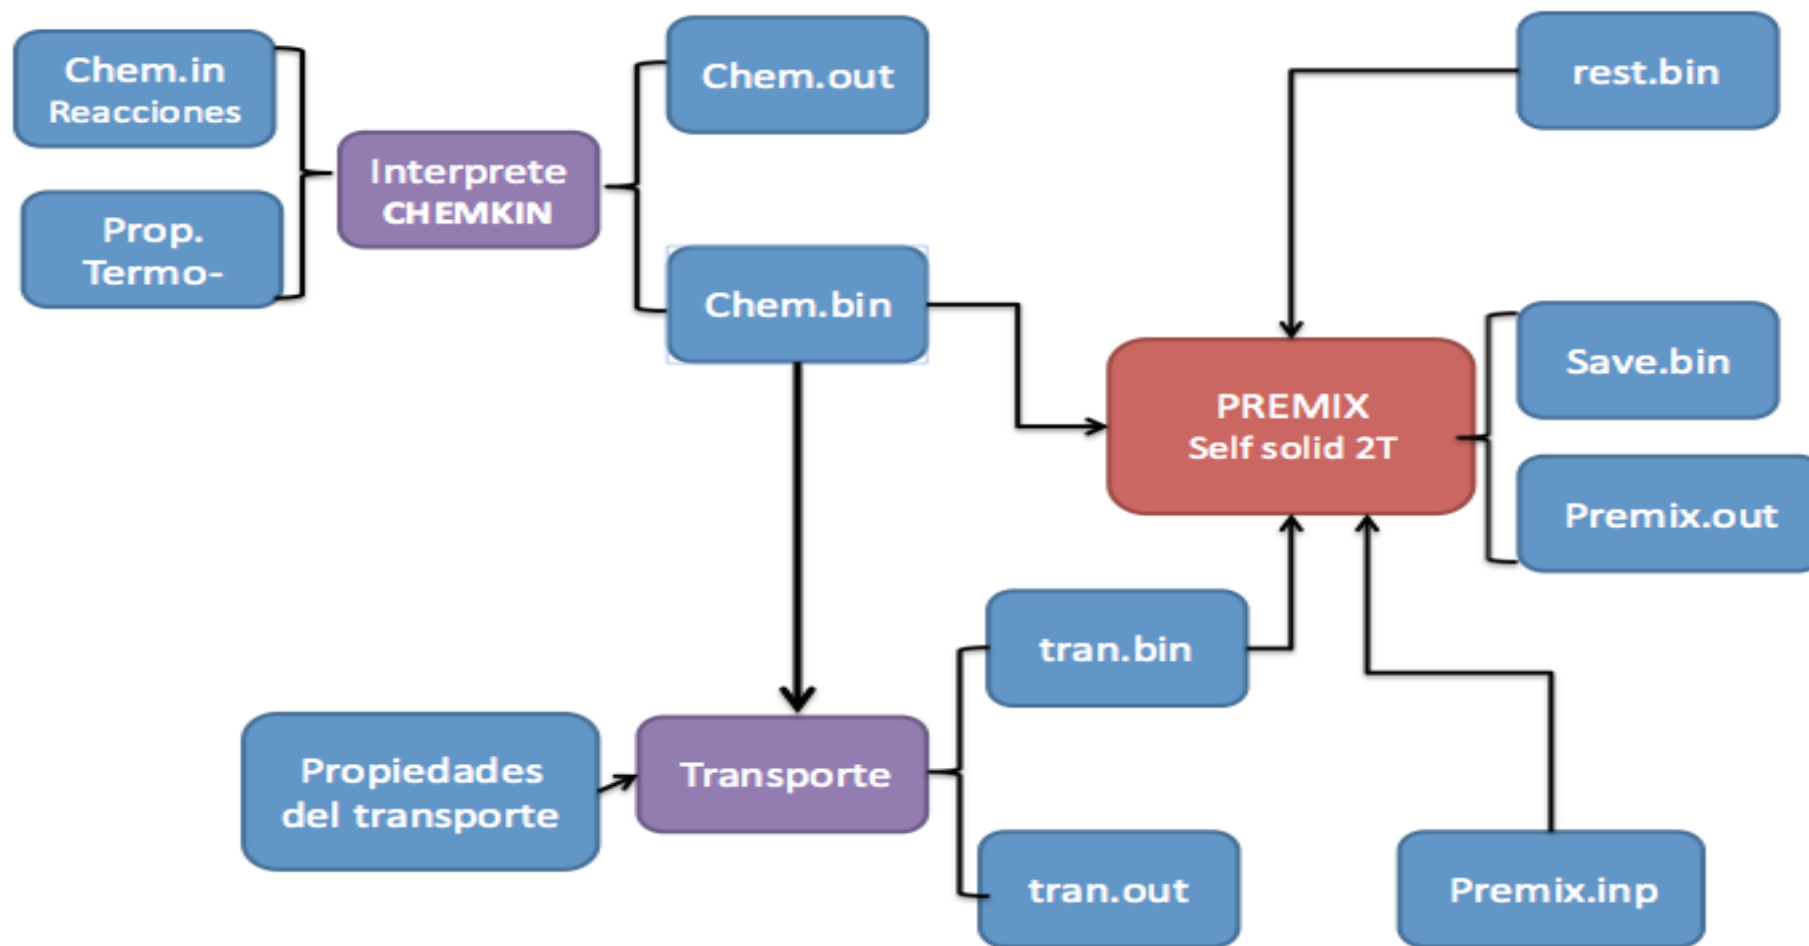 Chem.in
Reacciones
Prop.
Termo-
Interprete
CHEMKIN
Chem.out
Chem.bin
rest.bin
PREMIX
Self solid 2T
Save.bin
Premix.out
tran.bin
Propiedades
del transporte
Transporte
tran.out
Premix.inp